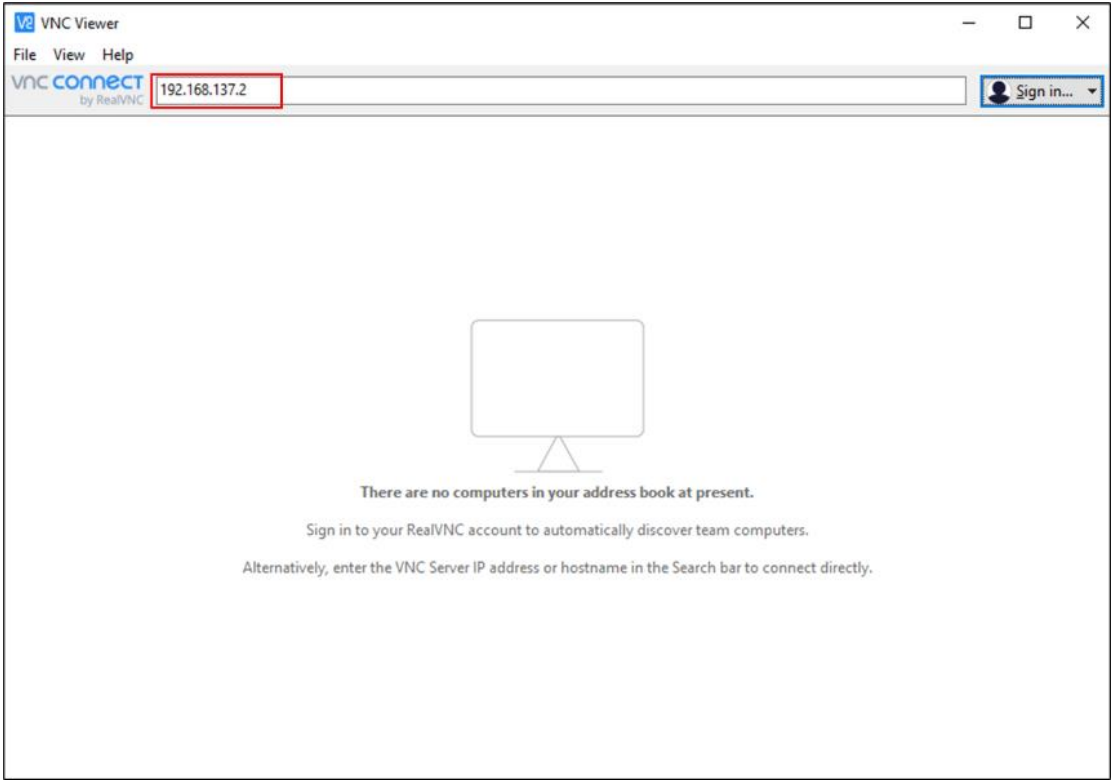 V2 VNC Viewer
File View Help
vnc connect
by RealVNC
192.168.137.2
Sign in...
There are no computers in your address book at present.
Sign in to your RealVNC account to automatically discover team computers.
Alternatively, enter the VNC Server IP address or hostname in the Search bar to connect directly.